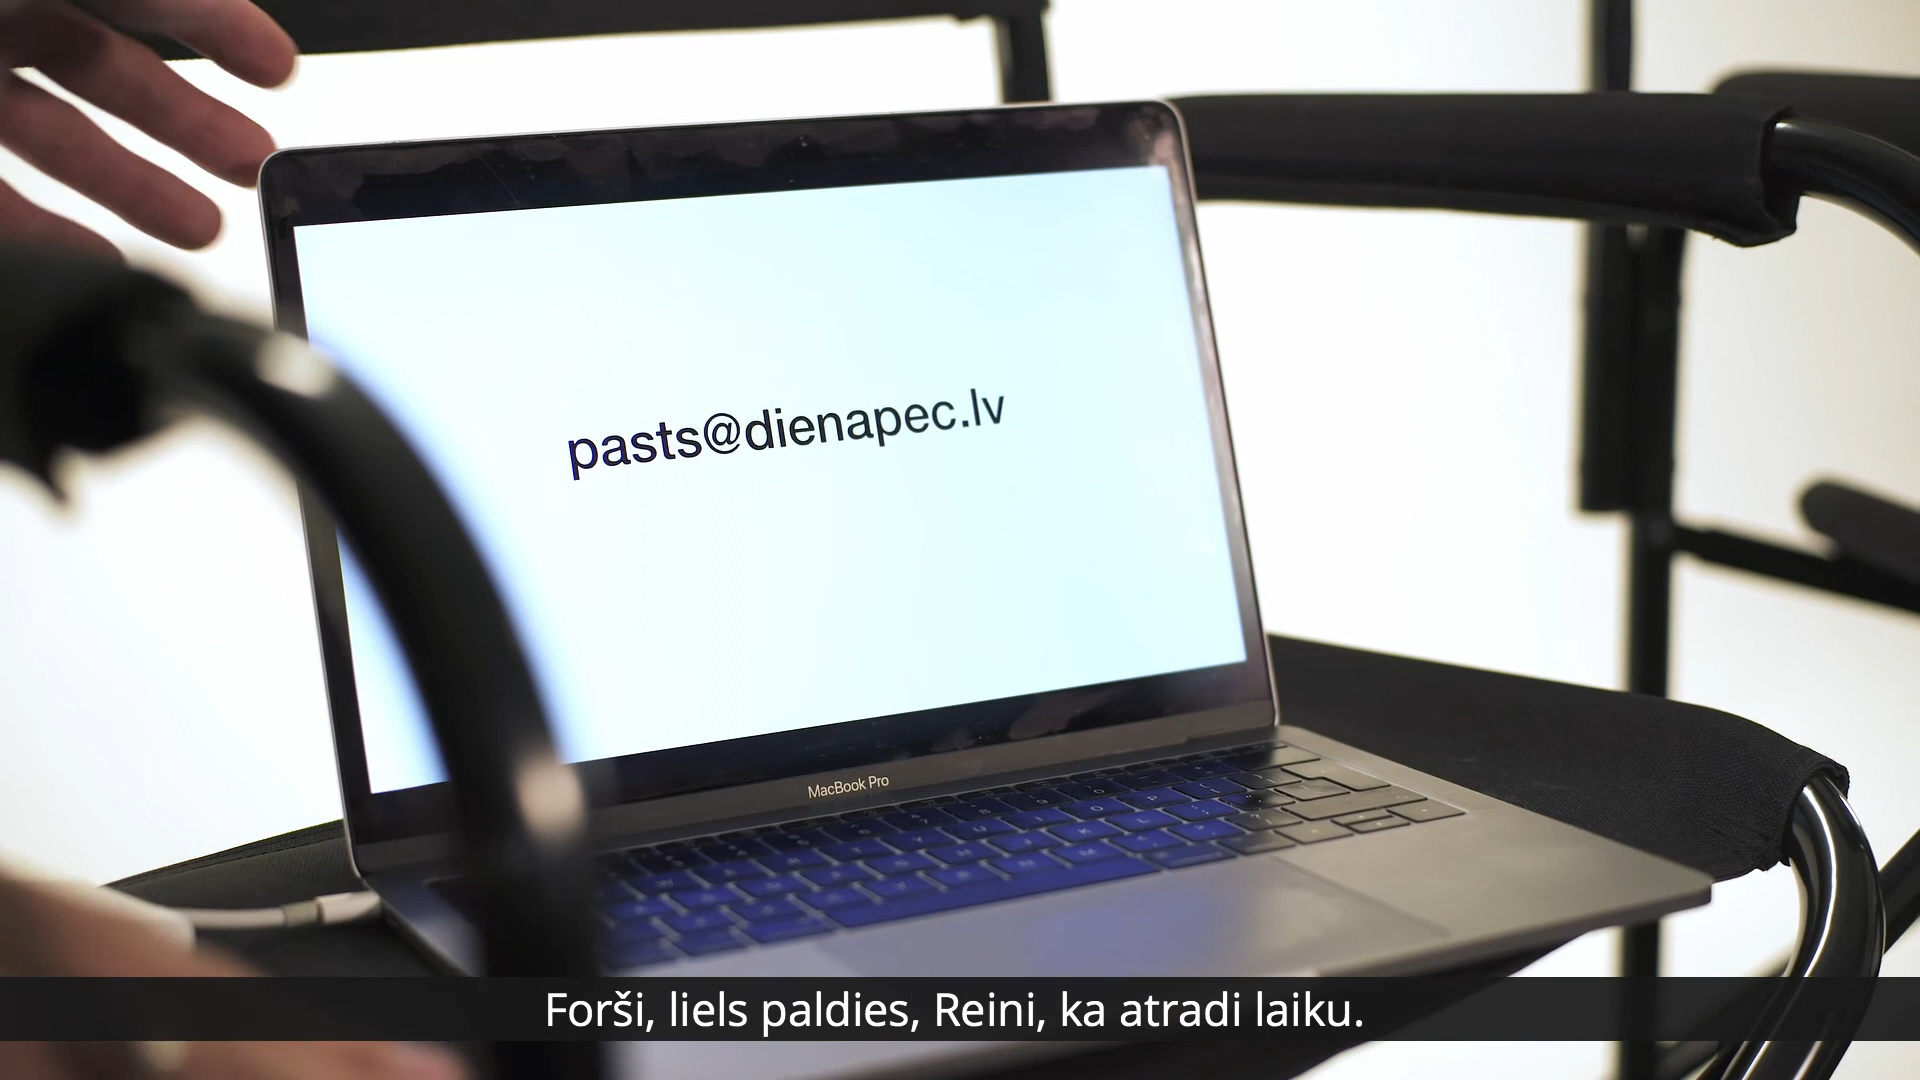 pasts@dienapec.lv
MacBook Pro
Forši, liels paldies, Reini, ka atradi laiku.